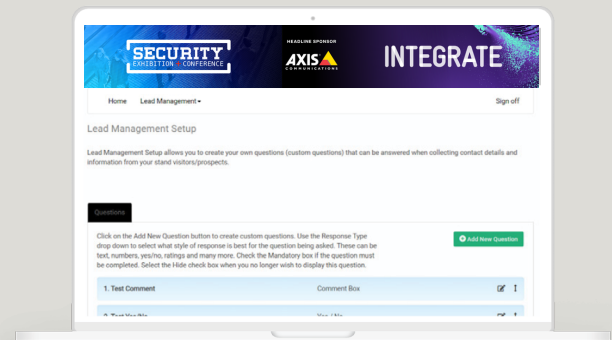 SECURITY
EXHIBITION + CONFERENCE
HEADLINE SPONSOR
AXIS
COMMUNICATIONS
INTEGRATE
Home Lead Management Sign off
Lead Management Setup
Lead Management Setup allows you to create your own questions (custom questions) that can be answered when collecting contact details and
information from your stand visitors/prospects.
Questions
Click on the Add New Question button to create custom questions. Use the Response Type
drop down to select what style of response is best for the question being asked. These can be
text, numbers, yes/no, ratings and many more. Check the Mandatory box if the question must
be completed. Select the Hide check box when you no longer wish to display this question.
Add New Question
1. Test Comment Comment Box
2. Test Yes/No Yes / No